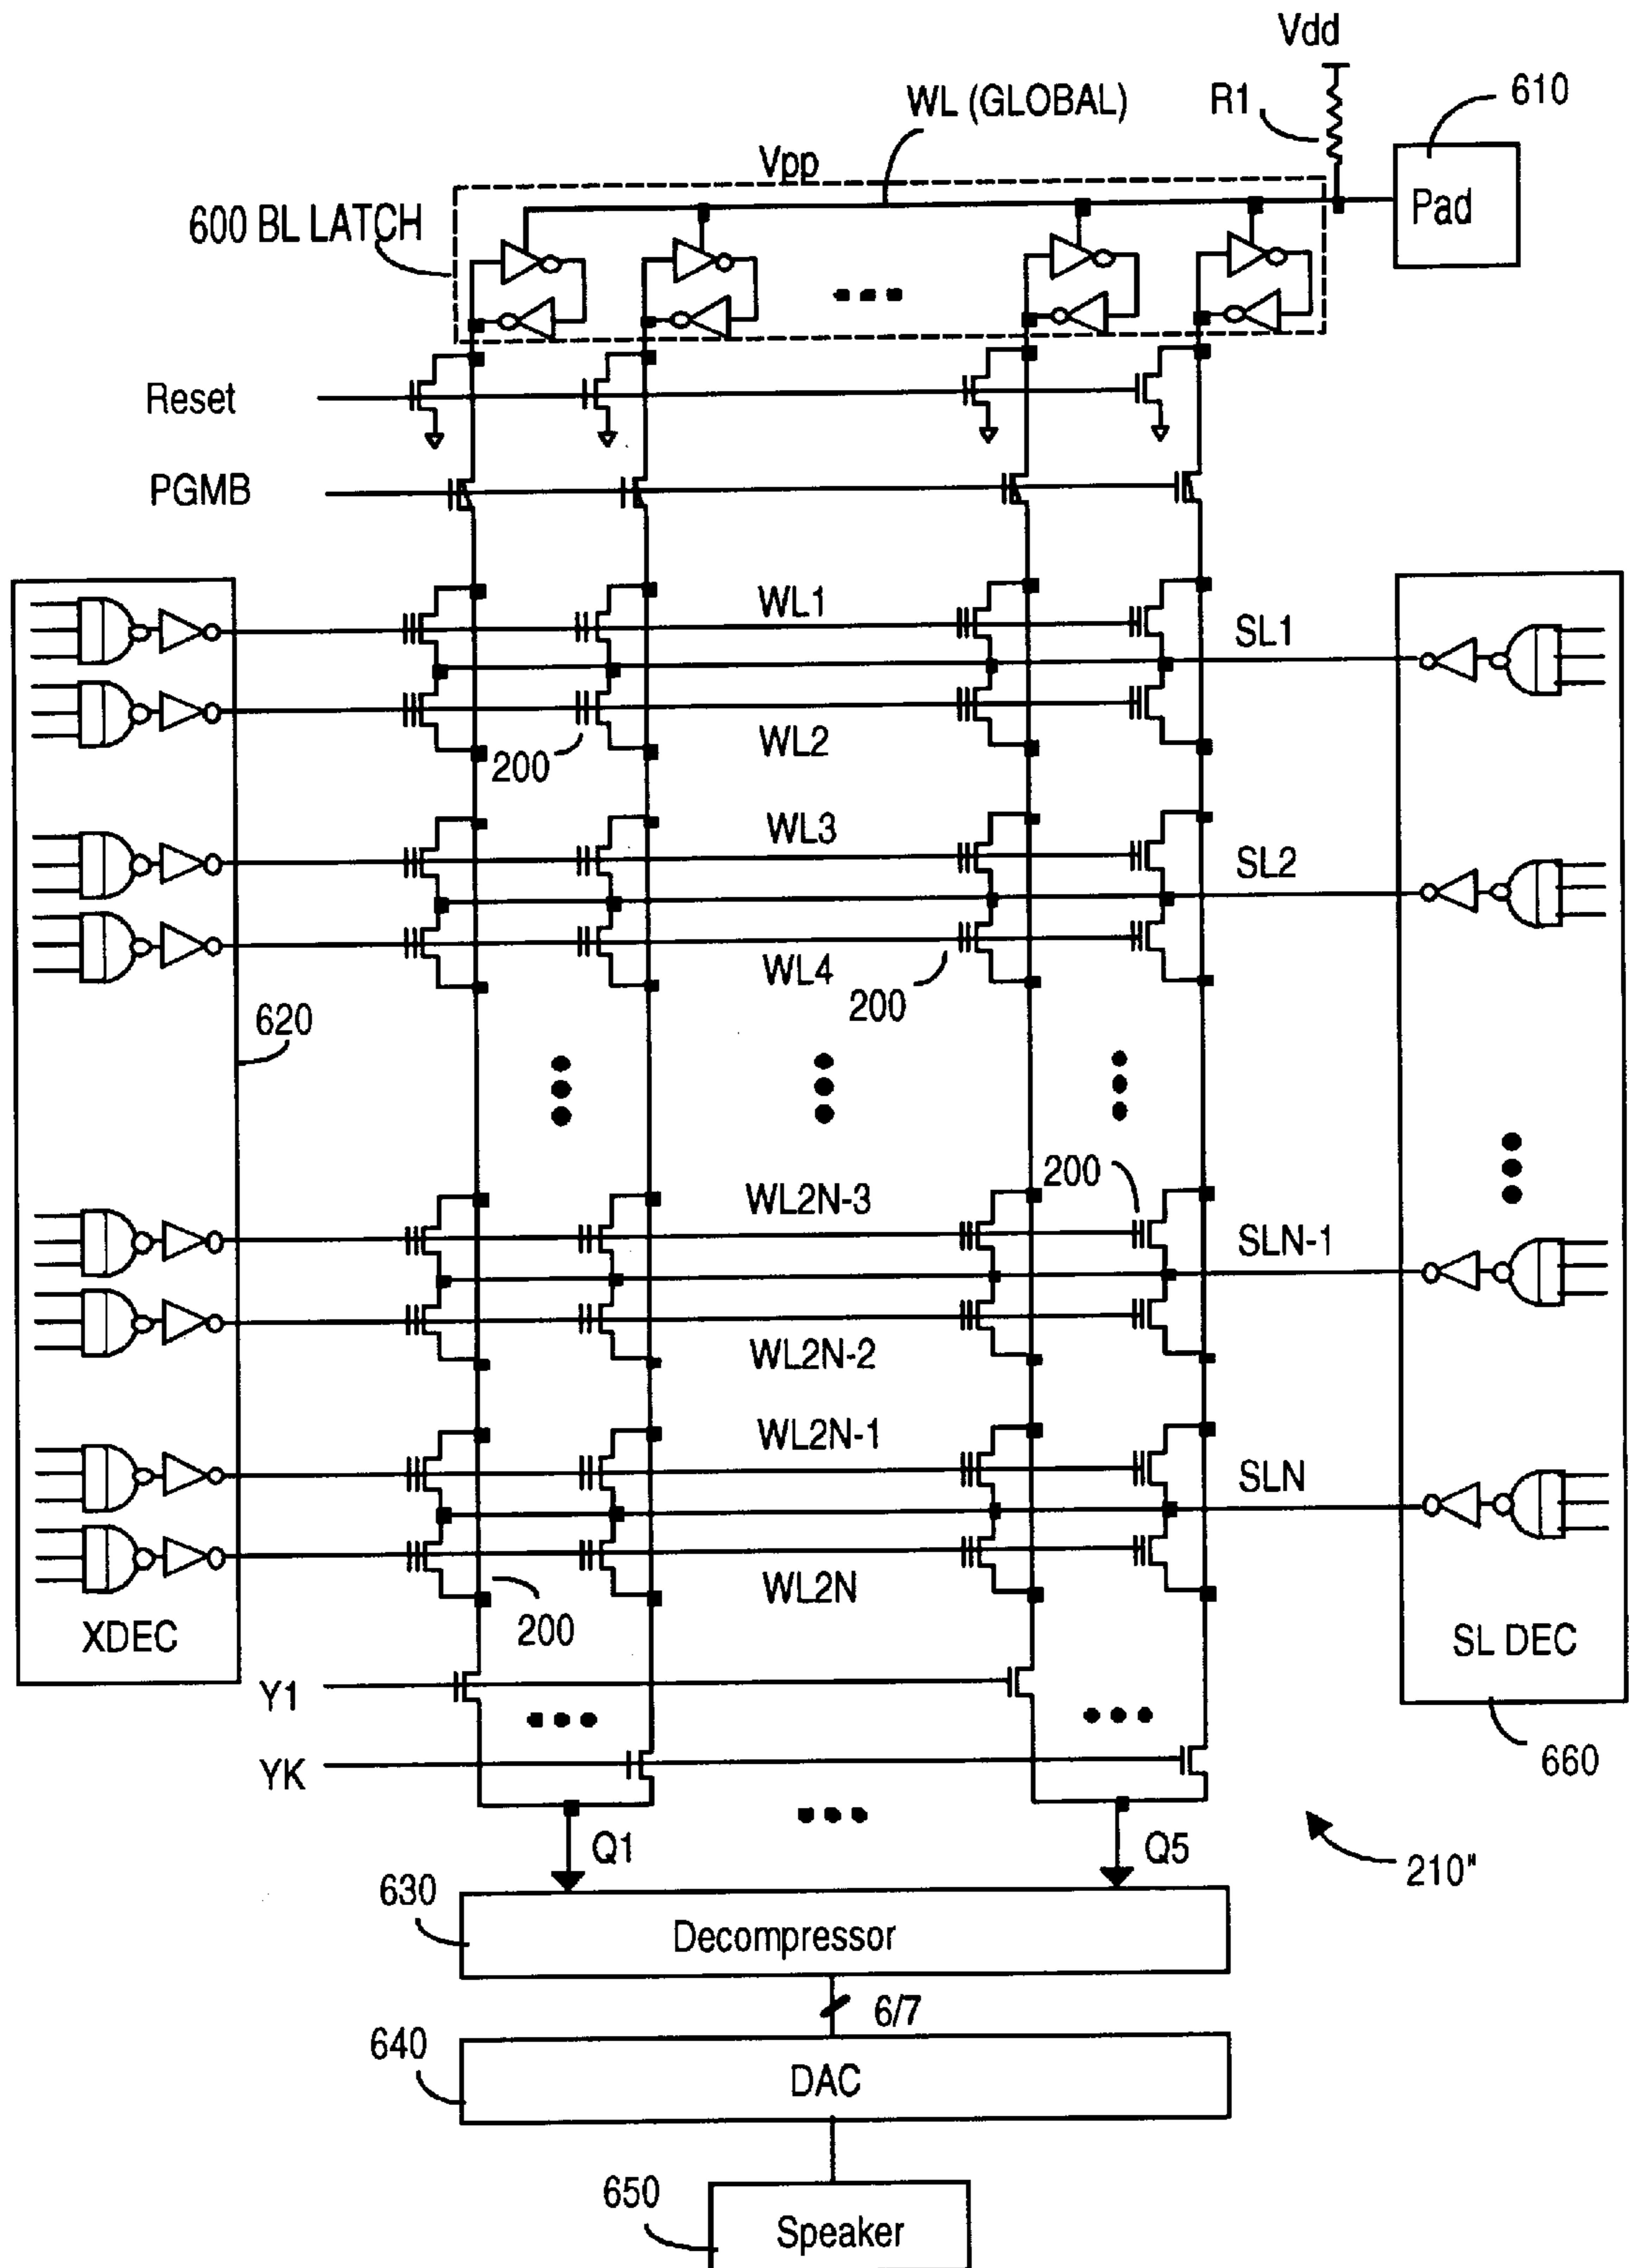 Vdd
WL (GLOBAL)
R1
610
Vpp
Pad
600 BL LATCH
Reset
PGMB
WL1
SL1
200
WL2
WL3
SL2
WL4
200
620
200
WL2N-3
SLN-1
WL2N-2
WL2N-1
SLN
WL2N
200
XDEC
SL DEC
Y1
YK
660
Q1
Q5
210"
630
Decompressor
6/7
640
DAC
650
Speaker